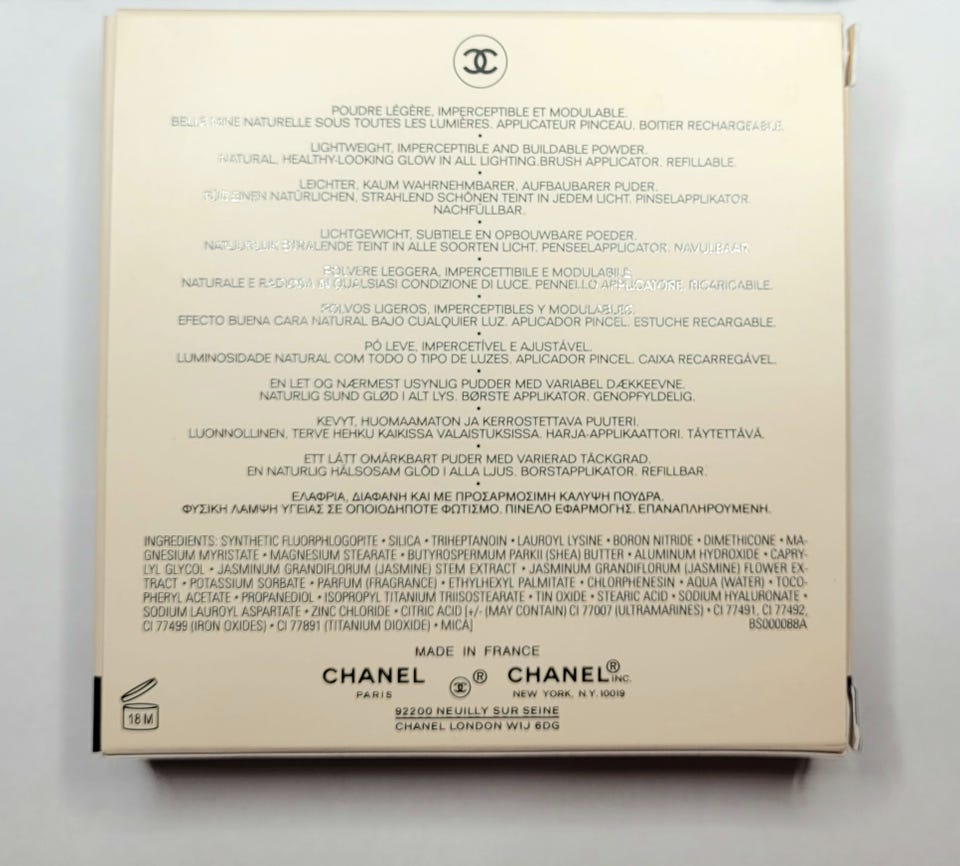 POUDRE LÉGÈRE, IMPERCEPTIBLE ET MODULABLE.
BELLE MINE NATURELLE SOUS TOUTES LES LUMIÈRES. APPLICATEUR PINCEAU. BOITIER RECHARGEABLE.
•
LIGHTWEIGHT, IMPERCEPTIBLE AND BUILDABLE POWDER.
NATURAL, HEALTHY-LOOKING GLOW IN ALL LIGHTING.BRUSH APPLICATOR. REFILLABLE.
•
LEICHTER, KAUM WAHRNEHMBARER, AUFBAUBARER PUDER.
FÜR EINEN NATÜRLICHEN, STRAHLEND SCHÖNEN TEINT IN JEDEM LICHT. PINSELAPPLIKATOR.
NACHFÜLLBAR.
•
LICHTGEWICHT, SUBTIELE EN OPBOUWBARE POEDER.
NATUURLIJK STRALENDE TEINT IN ALLE SOORTEN LICHT. PENSEELAPPLICATOR. NAVULBAAR.
•
POLVERE LEGGERA, IMPERCETTIBILE E MODULABILE.
NATURALE E RADIOSA IN QUALSIASI CONDIZIONE DI LUCE. PENNELLO APPLICATORE. RICARICABILE.
•
POLVOS LIGEROS, IMPERCEPTIBLES Y MODULABLES.
EFECTO BUENA CARA NATURAL BAJO CUALQUIER LUZ. APLICADOR PINCEL. ESTUCHE RECARGABLE.
•
PÓ LEVE, IMPERCETÍVEL E AJUSTÁVEL.
LUMINOSIDADE NATURAL COM TODO O TIPO DE LUZES. APLICADOR PINCEL. CAIXA RECARREGÁVEL.
•
EN LET OG NÆRMEST USYNLIG PUDDER MED VARIABEL DÆKKEEVNE.
NATURLIG SUND GLØD I ALT LYS. BØRSTE APPLIKATOR. GENOPFYLDELIG.
•
KEVYT, HUOMAAMATON JA KERROSTETTAVA PUUTERI.
LUONNOLLINEN, TERVE HEHKU KAIKISSA VALAISTUKSISSA. HARJA-APPLIKAATTORI. TÄYTETTÄVÄ.
•
ETT LÄTT OMÄRKBART PUDER MED VARIERAD TÄCKGRAD.
EN NATURLIG HÄLSOSAM GLÖD I ALLA LJUS. BORSTAPPLIKATOR. REFILLBAR.
•
ΕΛΑΦΡΙΑ, ΔΙΑΦΑΝΗ ΚΑΙ ΜΕ ΠΡΟΣΑΡΜΟΣΙΜΗ ΚΑΛΥΨΗ ΠΟΥΔΡΑ.
ΦΥΣΙΚΗ ΛΑΜΨΗ ΥΓΕΙΑΣ ΣΕ ΟΠΟΙΟΔΗΠΟΤΕ ΦΩΤΙΣΜΟ. ΠΙΝΕΛΟ ΕΦΑΡΜΟΓΗΣ. ΕΠΑΝΑΠΛΗΡΟΥΜΕΝΗ.
INGREDIENTS: SYNTHETIC FLUORPHLOGOPITE • SILICA • TRIHEPTANOIN • LAUROYL LYSINE • BORON NITRIDE • DIMETHICONE • MA-
GNESIUM MYRISTATE • MAGNESIUM STEARATE • BUTYROSPERMUM PARKII (SHEA) BUTTER • ALUMINUM HYDROXIDE • CAPRY-
LYL GLYCOL • JASMINUM GRANDIFLORUM (JASMINE) STEM EXTRACT • JASMINUM GRANDIFLORUM (JASMINE) FLOWER EX-
TRACT • POTASSIUM SORBATE • PARFUM (FRAGRANCE) • ETHYLHEXYL PALMITATE • CHLORPHENESIN • AQUA (WATER) • TOCO-
PHERYL ACETATE • PROPANEDIOL • ISOPROPYL TITANIUM TRIISOSTEARATE • TIN OXIDE • STEARIC ACID • SODIUM HYALURONATE •
SODIUM LAUROYL ASPARTATE • ZINC CHLORIDE • CITRIC ACID [+/- (MAY CONTAIN) CI 77007 (ULTRAMARINES) • CI 77491, CI 77492,
CI 77499 (IRON OXIDES) • CI 77891 (TITANIUM DIOXIDE) • MICA] BS000088A
MADE IN FRANCE
CHANEL ® CHANEL® INC.
PARIS NEW YORK, N.Y. 10019
92200 NEUILLY SUR SEINE
CHANEL LONDON W1J 6DG
18 M